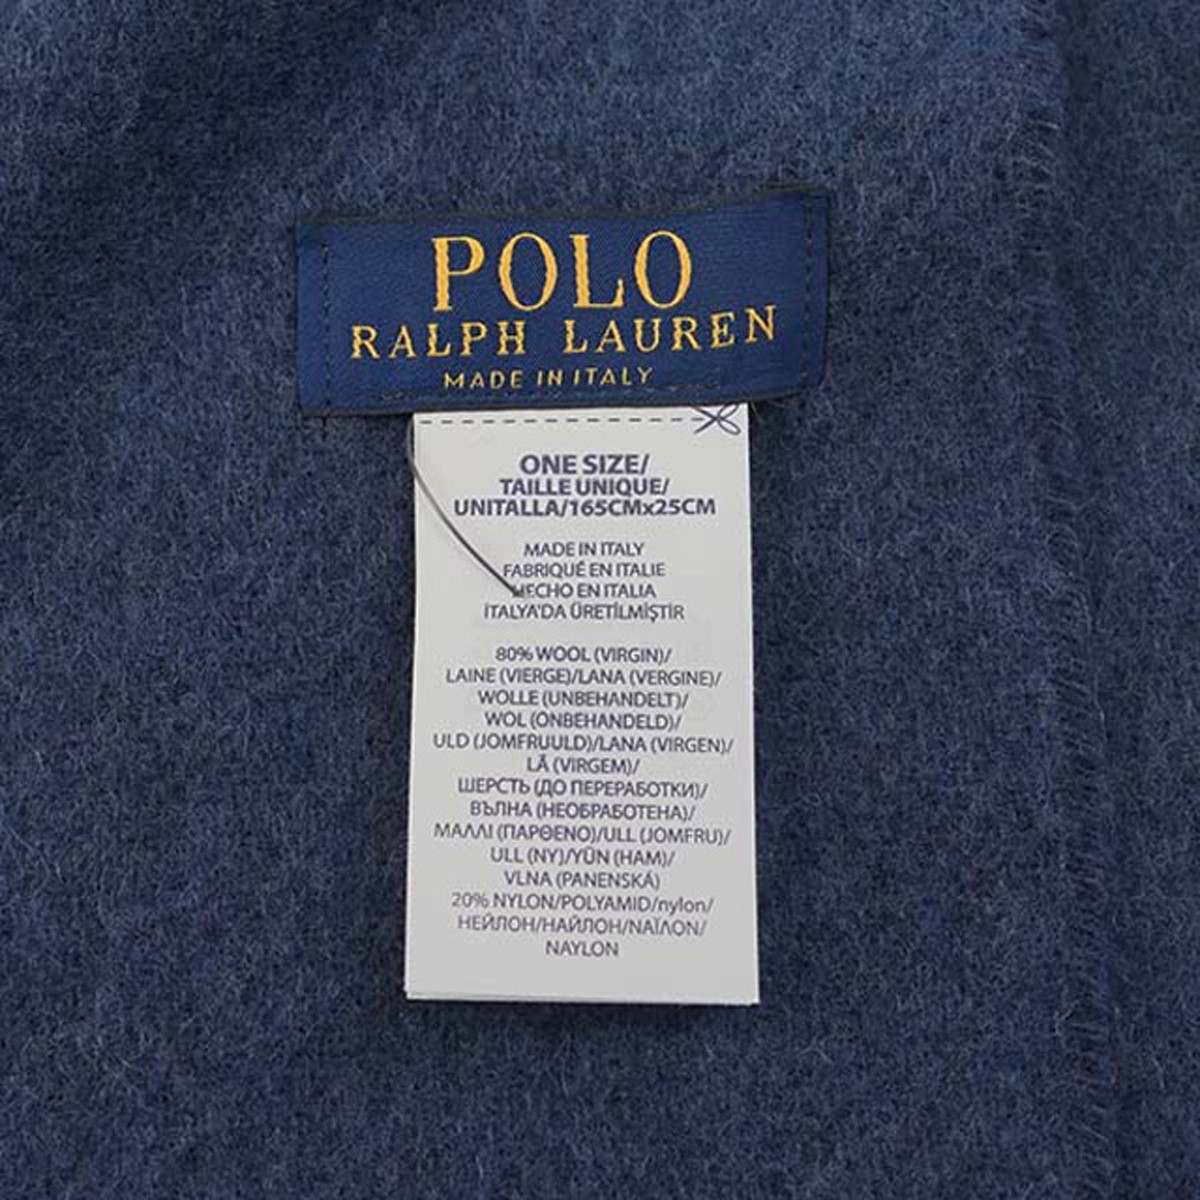 POLO
RALPH LAUREN
MADE IN ITALY
ONE SIZE/
TAILLE UNIQUE/
UNITALLA/165CMx25CM
MADE IN ITALY
FABRIQUÉ EN ITALIE
HECHO EN ITALIA
İTALYA'DA ÜRETİLMİŞTİR
80% WOOL (VIRGIN)/
LAINE (VIERGE)/LANA (VERGINE)/
WOLLE (UNBEHANDELT)/
WOL (ONBEHANDELD)/
ULD (JOMFRUULD)/LANA (VIRGEN)/
LÃ (VIRGEM)/
ШЕРСТЬ (ДО ПЕРЕРАБОТКИ)/
ВЪЛНА (НЕОБРАБОТЕНА)/
ΜΑΛΛΙ (ΠΑΡΘΕΝΟ)/ULL (JOMFRU)/
ULL (NY)/YÜN (HAM)/
VLNA (PANENSKÁ)
20% NYLON/POLYAMID/nylon/
НЕЙЛОН/НАЙЛОН/ΝΑΪΛΟΝ/
NAYLON